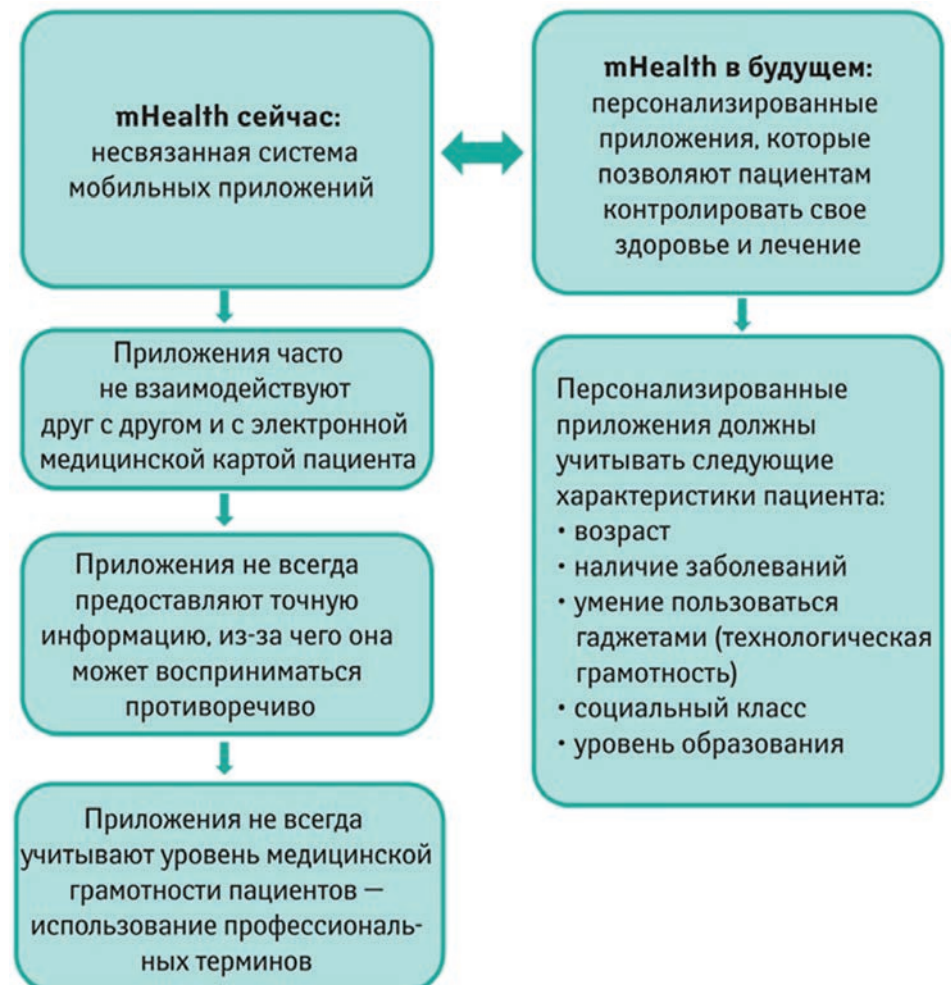 mHealth сейчас:
несвязанная система
мобильных приложений
Приложения часто
не взаимодействуют
друг с другом и с электронной
медицинской картой пациента
Приложения не всегда
предоставляют точную
информацию, из-за чего она
может восприниматься
противоречиво
Приложения не всегда
учитывают уровень медицинской
грамотности пациентов —
использование профессиональ-
ных терминов
mHealth в будущем:
персонализированные
приложения, которые
позволяют пациентам
контролировать свое
здоровье и лечение
Персонализированные
приложения должны
учитывать следующие
характеристики пациента:
• возраст
• наличие заболеваний
• умение пользоваться
гаджетами (технологическая
грамотность)
• социальный класс
• уровень образования